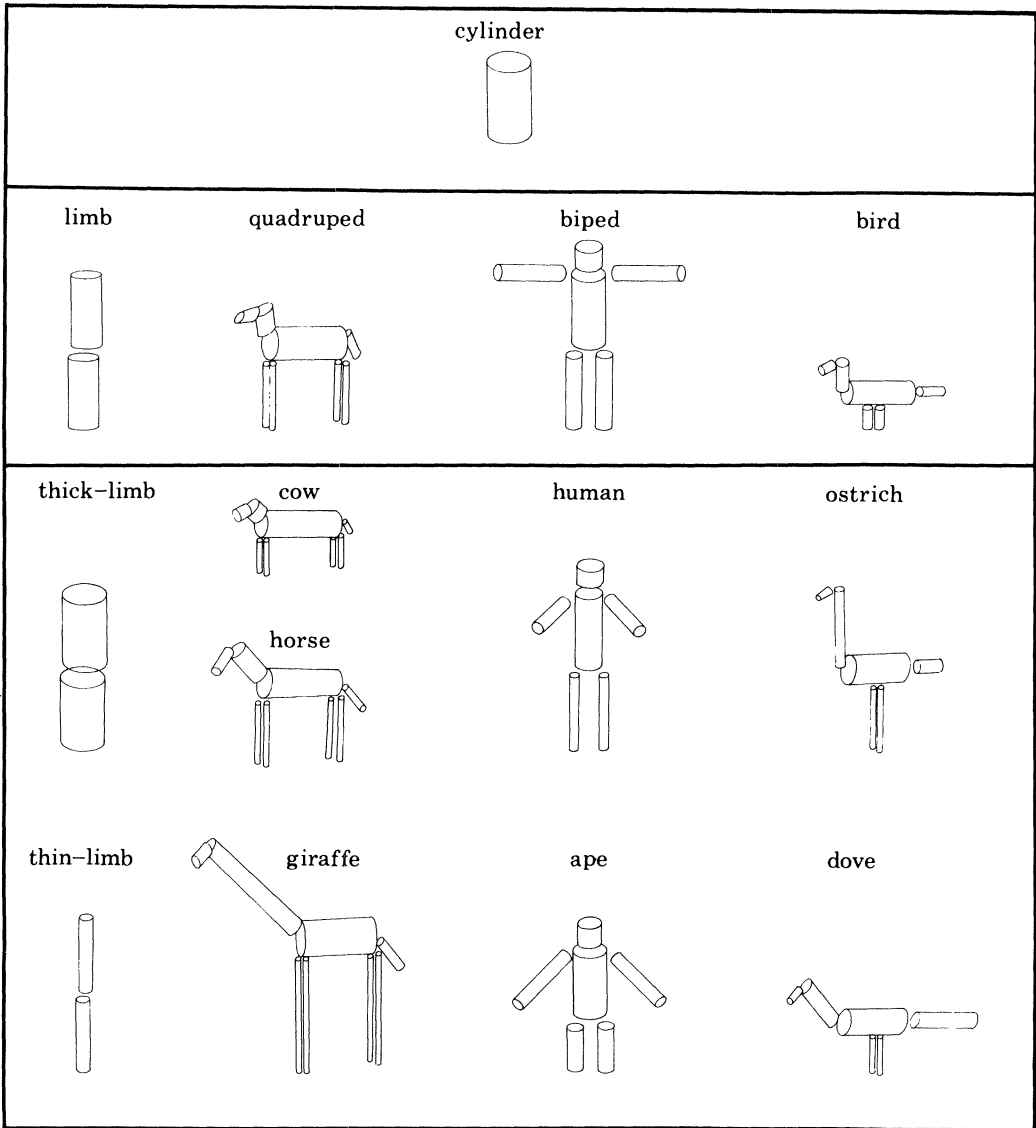 cylinder
limb quadruped biped bird
thick-limb cow human ostrich
horse
thin-limb giraffe ape dove